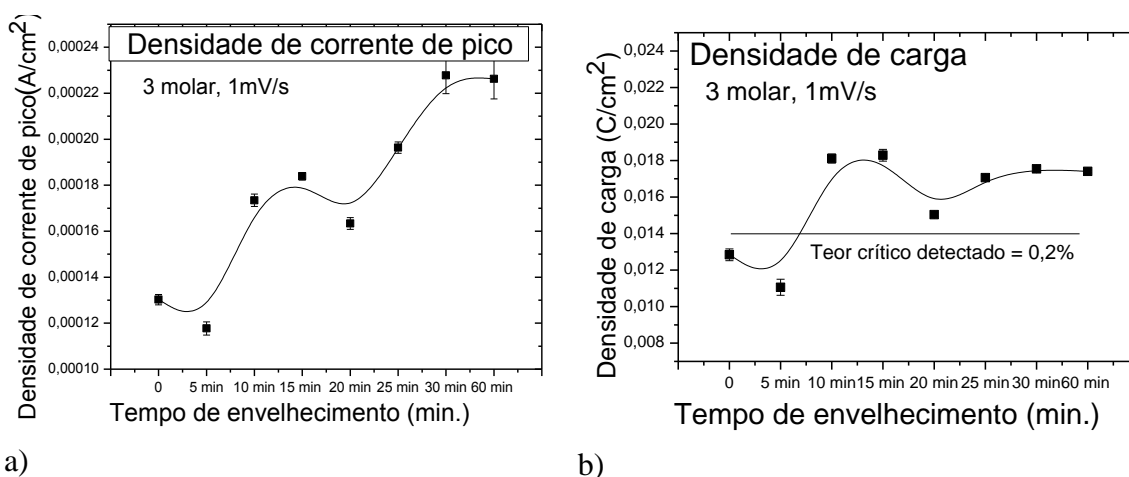 Densidade de corrente de pico
3 molar, 1mV/s
Densidade de corrente de pico(A/cm²)
0,00024
0,00022
0,00020
0,00018
0,00016
0,00014
0,00012
0,00010
0 5 min 10 min 15 min 20 min 25 min 30 min 60 min
Tempo de envelhecimento (min.)
a)
Densidade de carga
3 molar, 1mV/s
Densidade de carga (C/cm²)
0,024
0,022
0,020
0,018
0,016
0,014
0,012
0,010
0,008
Teor crítico detectado = 0,2%
0 5 min 10 min 15 min 20 min 25 min 30 min 60 min
Tempo de envelhecimento (min.)
b)